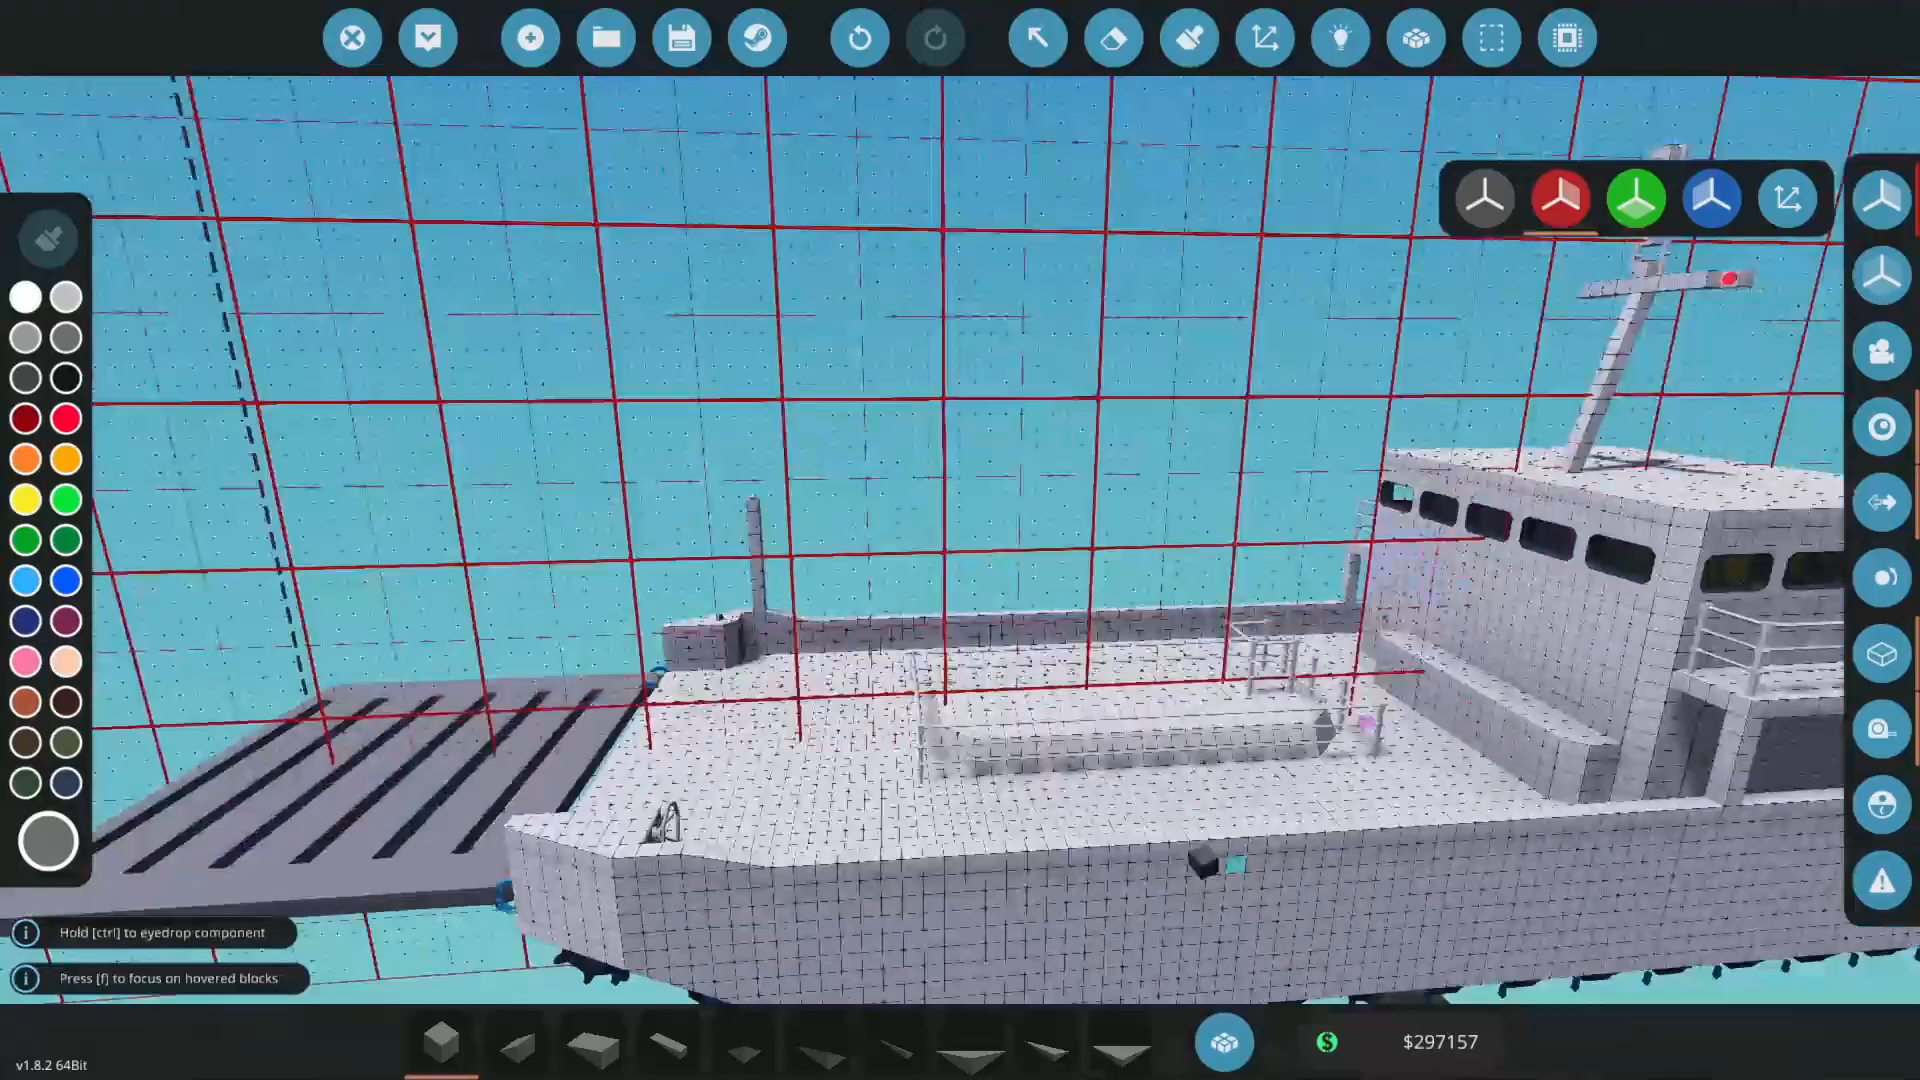 Hold [ctrl] to eyedrop component
Press [f] to focus on hovered blocks
$297157
v1.8.2 64Bit